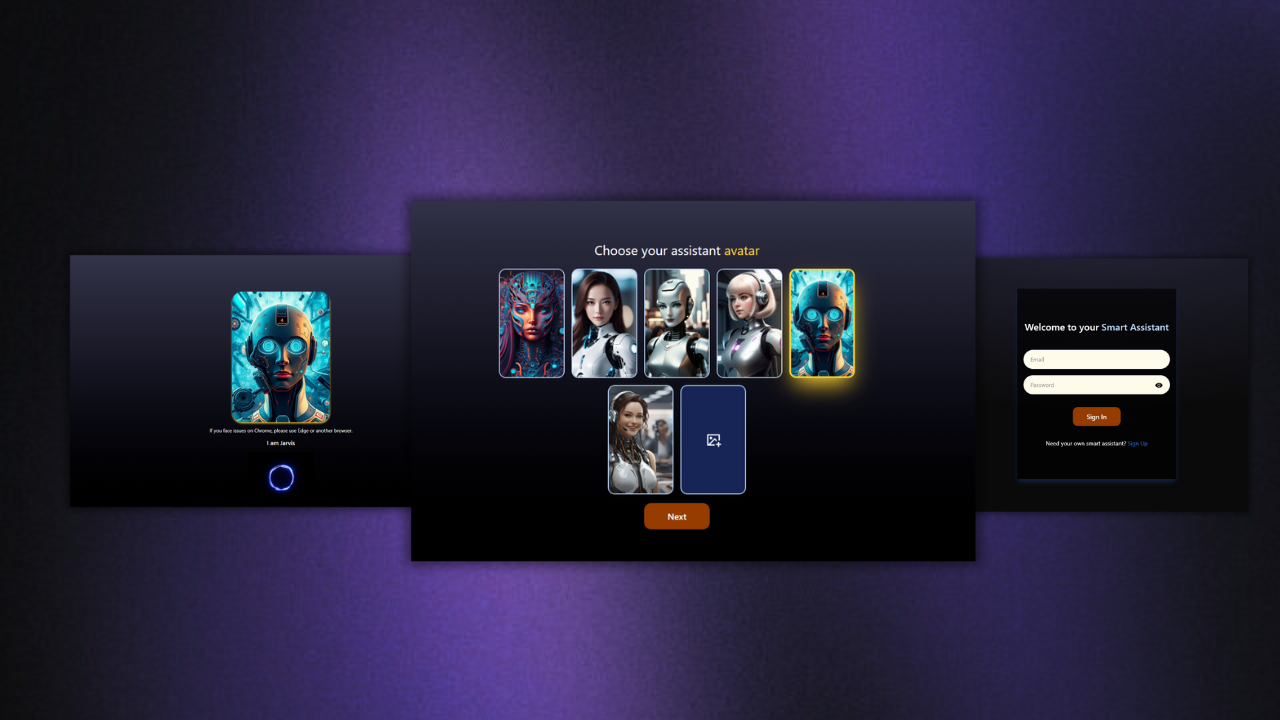 If you face issues on Chrome, please use Edge or another browser.
I am Jarvis
Choose your assistant avatar
Next
Welcome to your Smart Assistant
Email
Password
Sign In
Need your own smart assistant? Sign Up